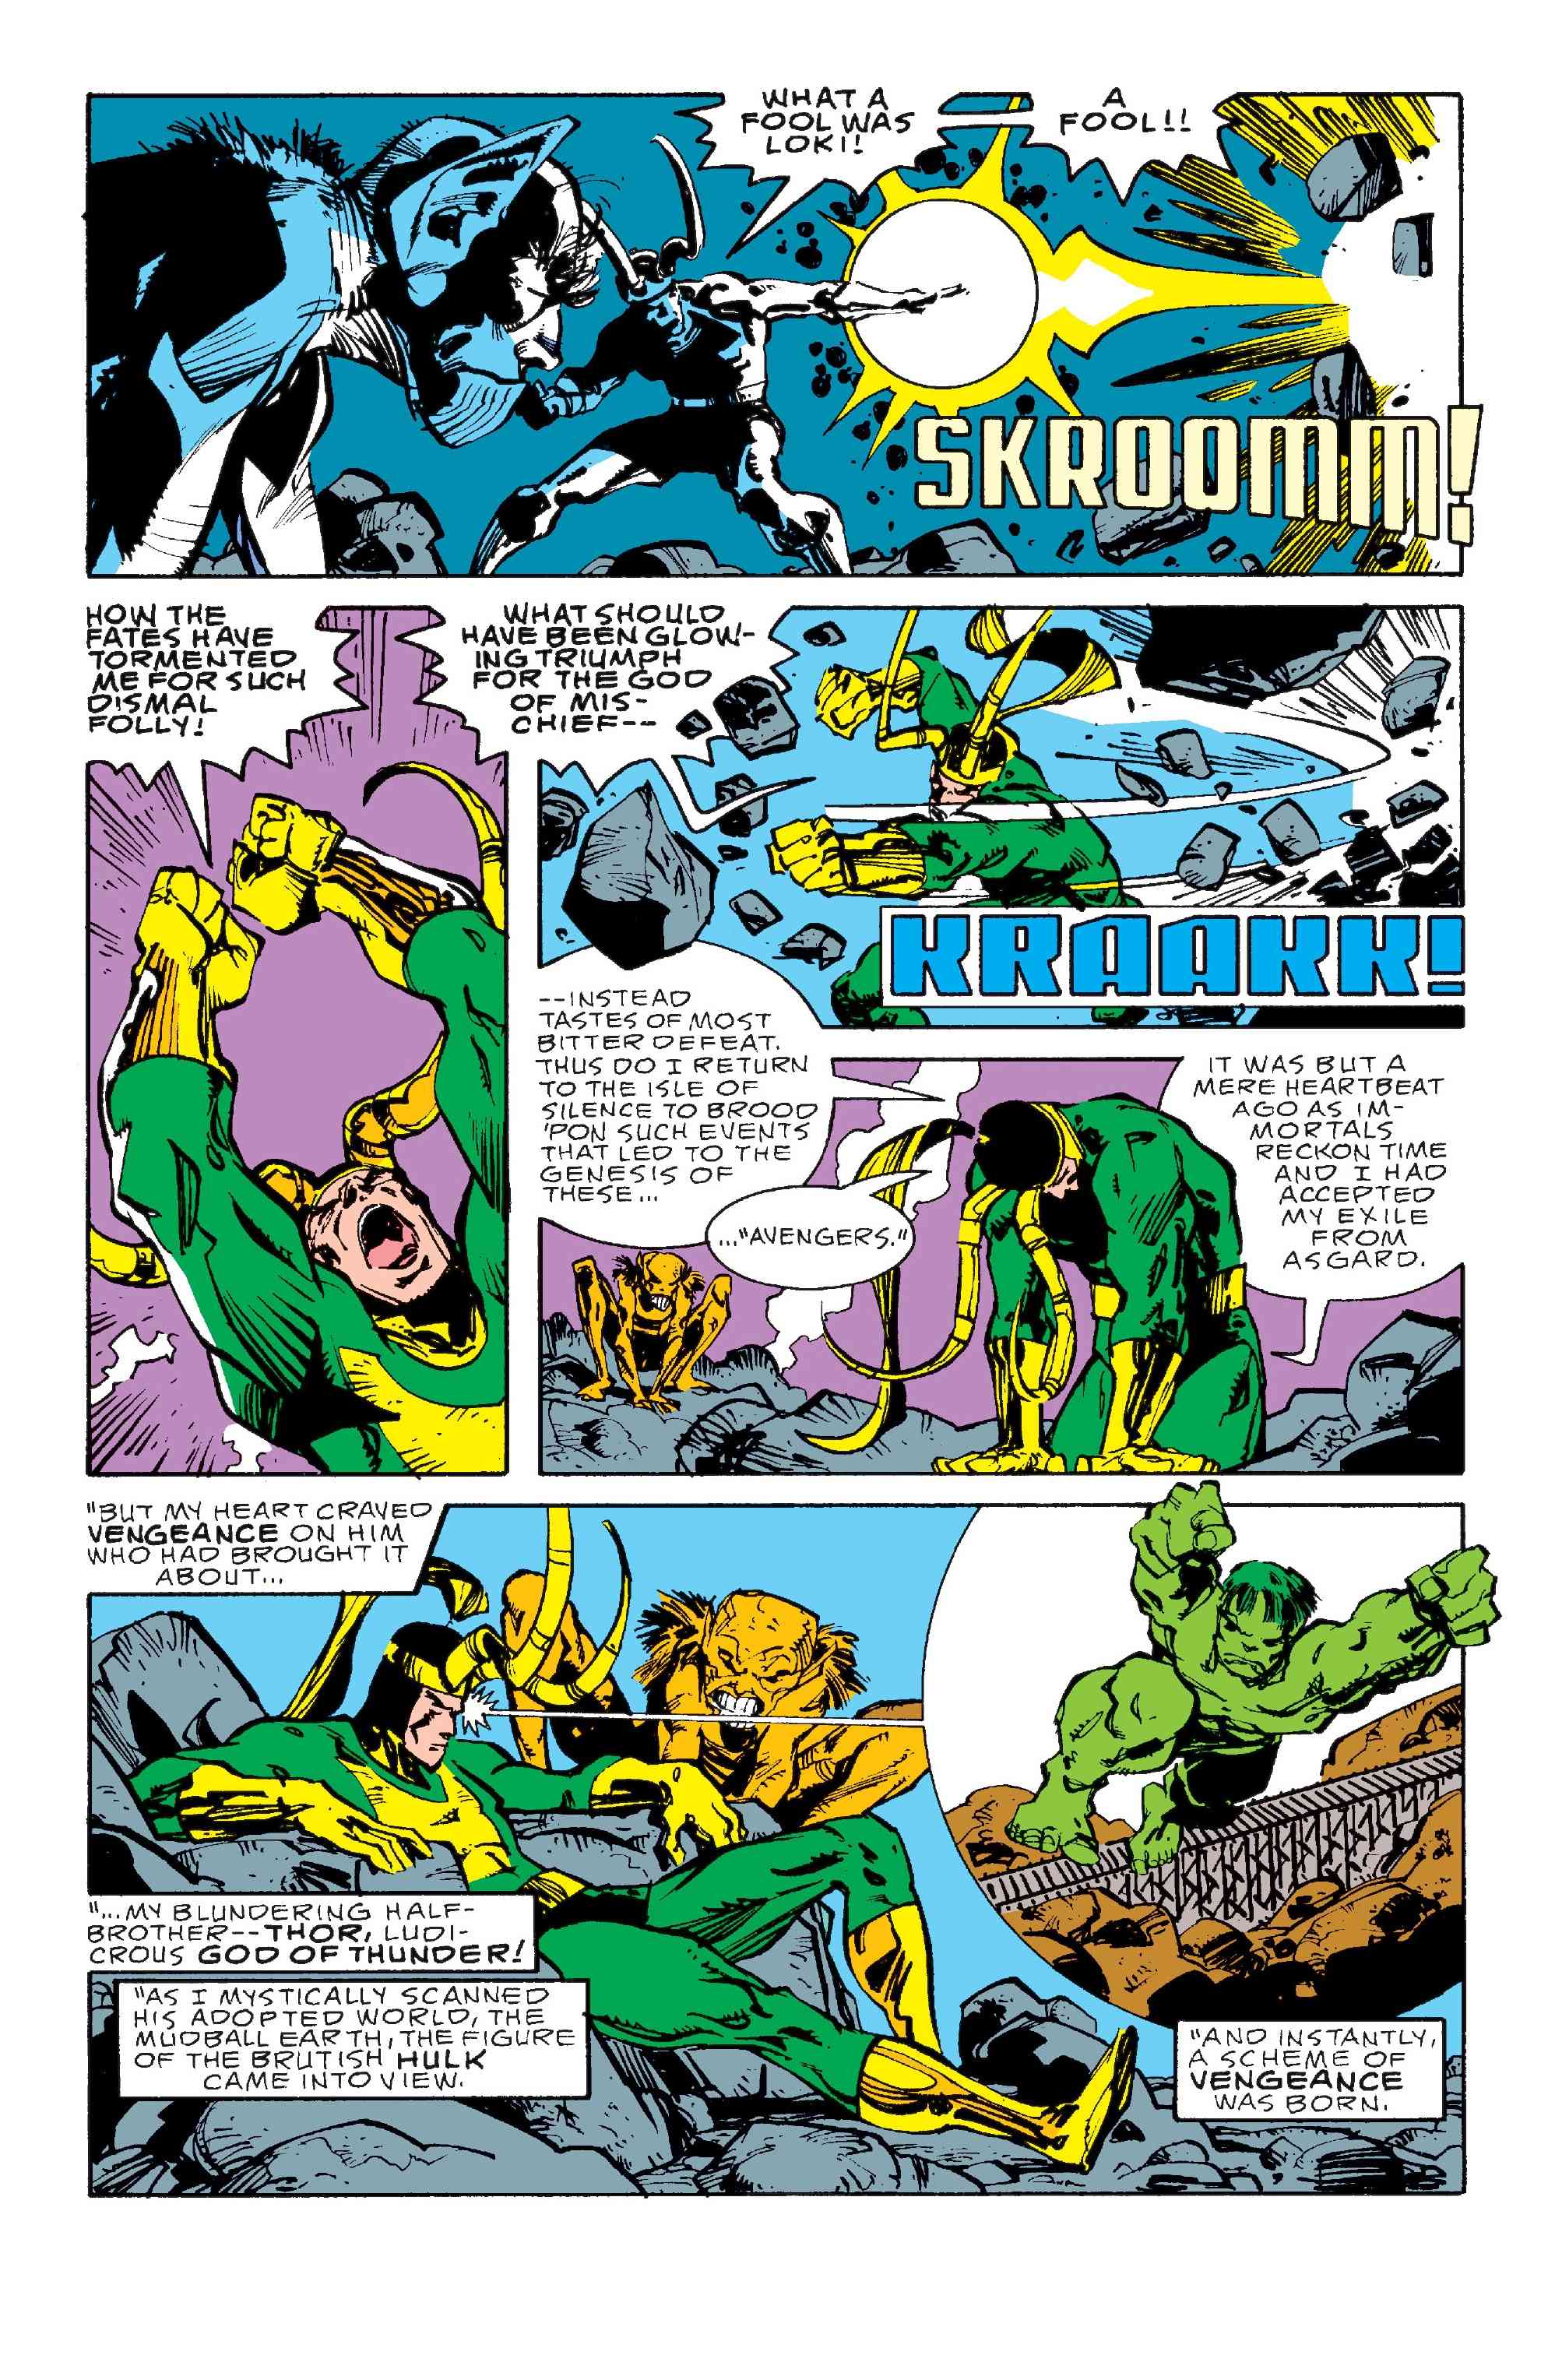 WHAT A
FOOL WAS
LOKI!
A
FOOL!!
SKROOMM!
HOW THE
FATES HAVE
TORMENTED
ME FOR SUCH
DISMAL
FOLLY!
WHAT SHOULD
HAVE BEEN GLOW-
ING TRIUMPH
FOR THE GOD
OF MIS-
CHIEF--
KRAAKK!
--INSTEAD
TASTES OF MOST
BITTER DEFEAT.
THUS DO I RETURN
TO THE ISLE OF
SILENCE TO BROOD
'PON SUCH EVENTS
THAT LED TO THE
GENESIS OF
THESE...
..."AVENGERS."
IT WAS BUT A
MERE HEARTBEAT
AGO AS IM-
MORTALS
RECKON TIME
AND I HAD
ACCEPTED
MY EXILE
FROM
ASGARD.
"BUT MY HEART CRAVED
VENGEANCE ON HIM
WHO HAD BROUGHT IT
ABOUT...
"...MY BLUNDERING HALF-
BROTHER--THOR, LUDI-
CROUS GOD OF THUNDER!
"AS I MYSTICALLY SCANNED
HIS ADOPTED WORLD, THE
MUDBALL EARTH, THE FIGURE
OF THE BRUTISH HULK
CAME INTO VIEW.
"AND INSTANTLY,
A SCHEME OF
VENGEANCE
WAS BORN.